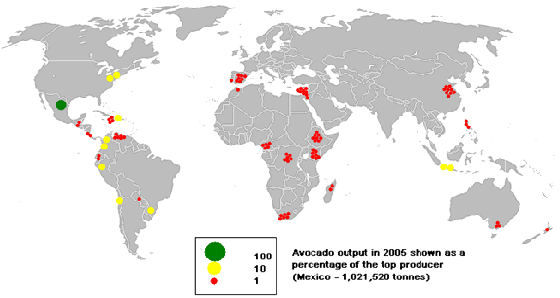 100
10
1
Avocado output in 2005 shown as a
percentage of the top producer
(Mexico - 1,021,520 tonnes)